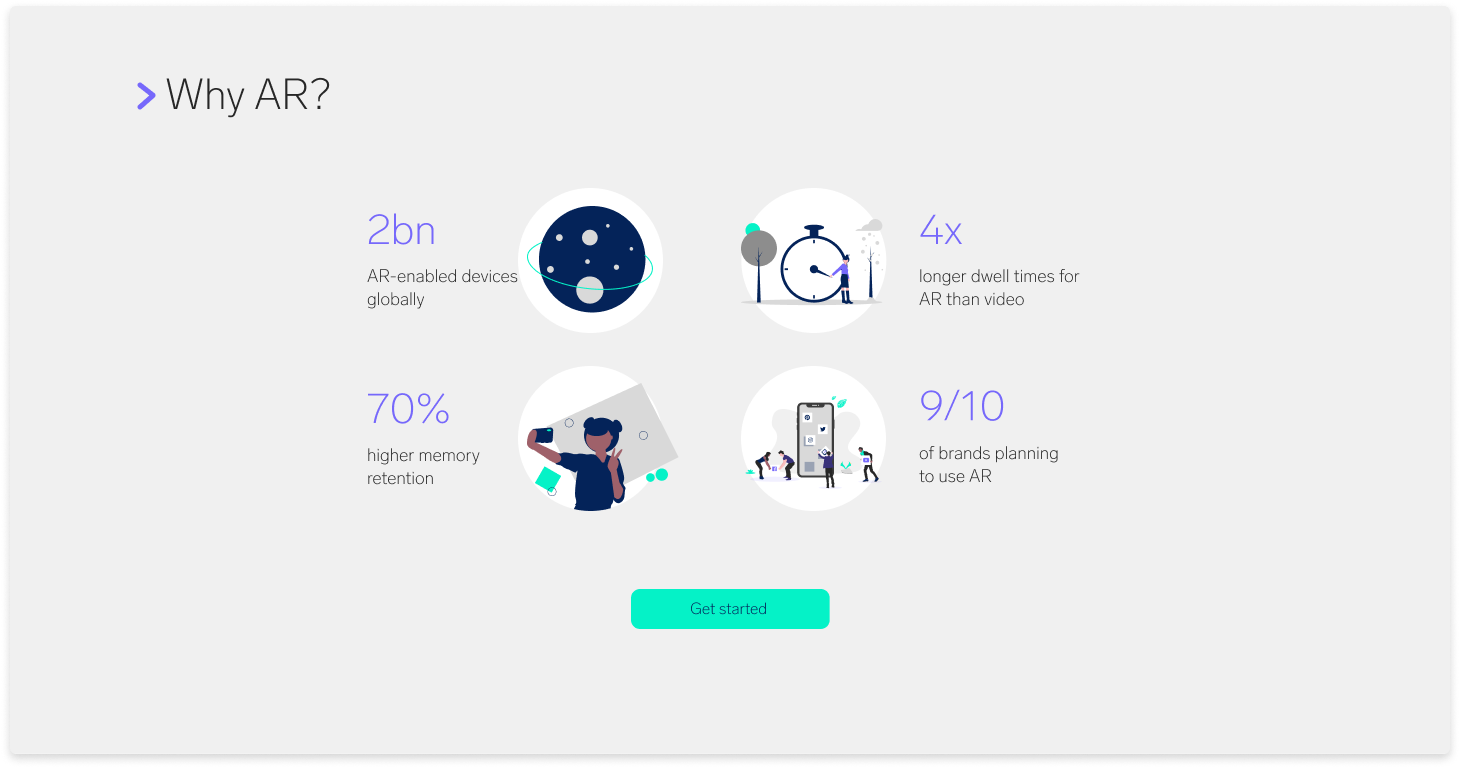 Why AR?
2bn
AR-enabled devices
globally
4x
longer dwell times for
AR than video
70%
higher memory
retention
9/10
of brands planning
to use AR
Get started